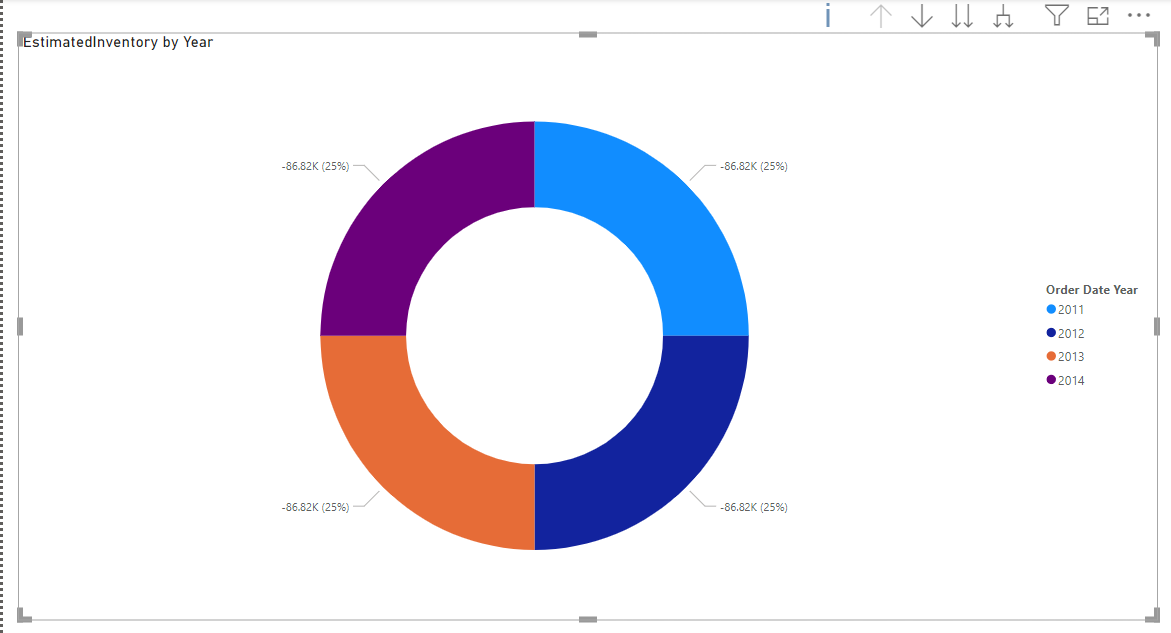 EstimatedInventory by Year
-86.82K (25%)
-86.82K (25%)
Order Date Year
2011
2012
2013
2014
-86.82K (25%)
-86.82K (25%)